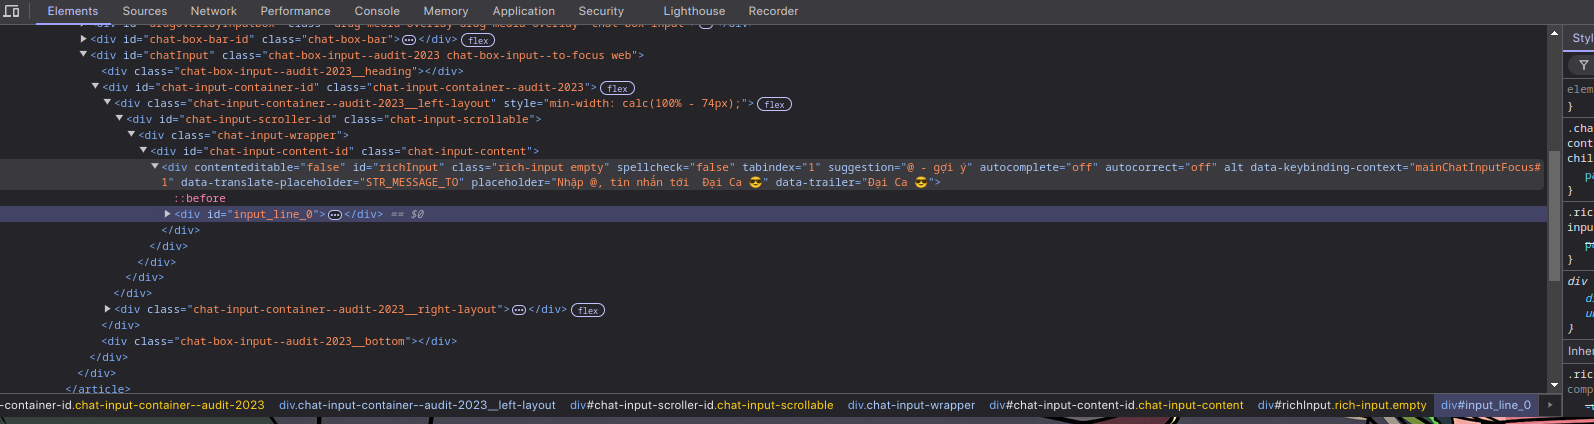 Elements Sources Network Performance Console Memory Application Security Lighthouse Recorder
<div id="chat-box-bar-id" class="chat-box-bar"></div> flex
<div id="chatInput" class="chat-box-input--audit-2023 chat-box-input--to-focus web">
<div class="chat-box-input--audit-2023__heading"></div>
<div id="chat-input-container-id" class="chat-input-container--audit-2023"> flex
<div class="chat-input-container--audit-2023__left-layout" style="min-width: calc(100% - 74px);"> flex
<div id="chat-input-scroller-id" class="chat-input-scrollable">
<div class="chat-input-wrapper">
<div id="chat-input-content-id" class="chat-input-content">
<div contenteditable="false" id="richInput" class="rich-input empty" spellcheck="false" tabindex="1" suggestion="@ - gợi ý" autocomplete="off" autocorrect="off" alt data-keybinding-context="mainChatInputFocus#
1" data-translate-placeholder="STR_MESSAGE_TO" placeholder="Nhập @, tin nhắn tới  Đại Ca 😎" data-trailer="Đại Ca 😎">
::before
<div id="input_line_0"></div> == $0
</div>
</div>
</div>
</div>
</div>
<div class="chat-input-container--audit-2023__right-layout"></div> flex
</div>
<div class="chat-box-input--audit-2023__bottom"></div>
</div>
</div>
</article>
-container-id.chat-input-container--audit-2023 div.chat-input-container--audit-2023__left-layout div#chat-input-scroller-id.chat-input-scrollable div.chat-input-wrapper div#chat-input-content-id.chat-input-content div#richInput.rich-input.empty div#input_line_0
Styl
elem
}
.cha
cont
chil
pa
}
.ric
inpu
}
div
di
un
}
Inher
.ric
comp